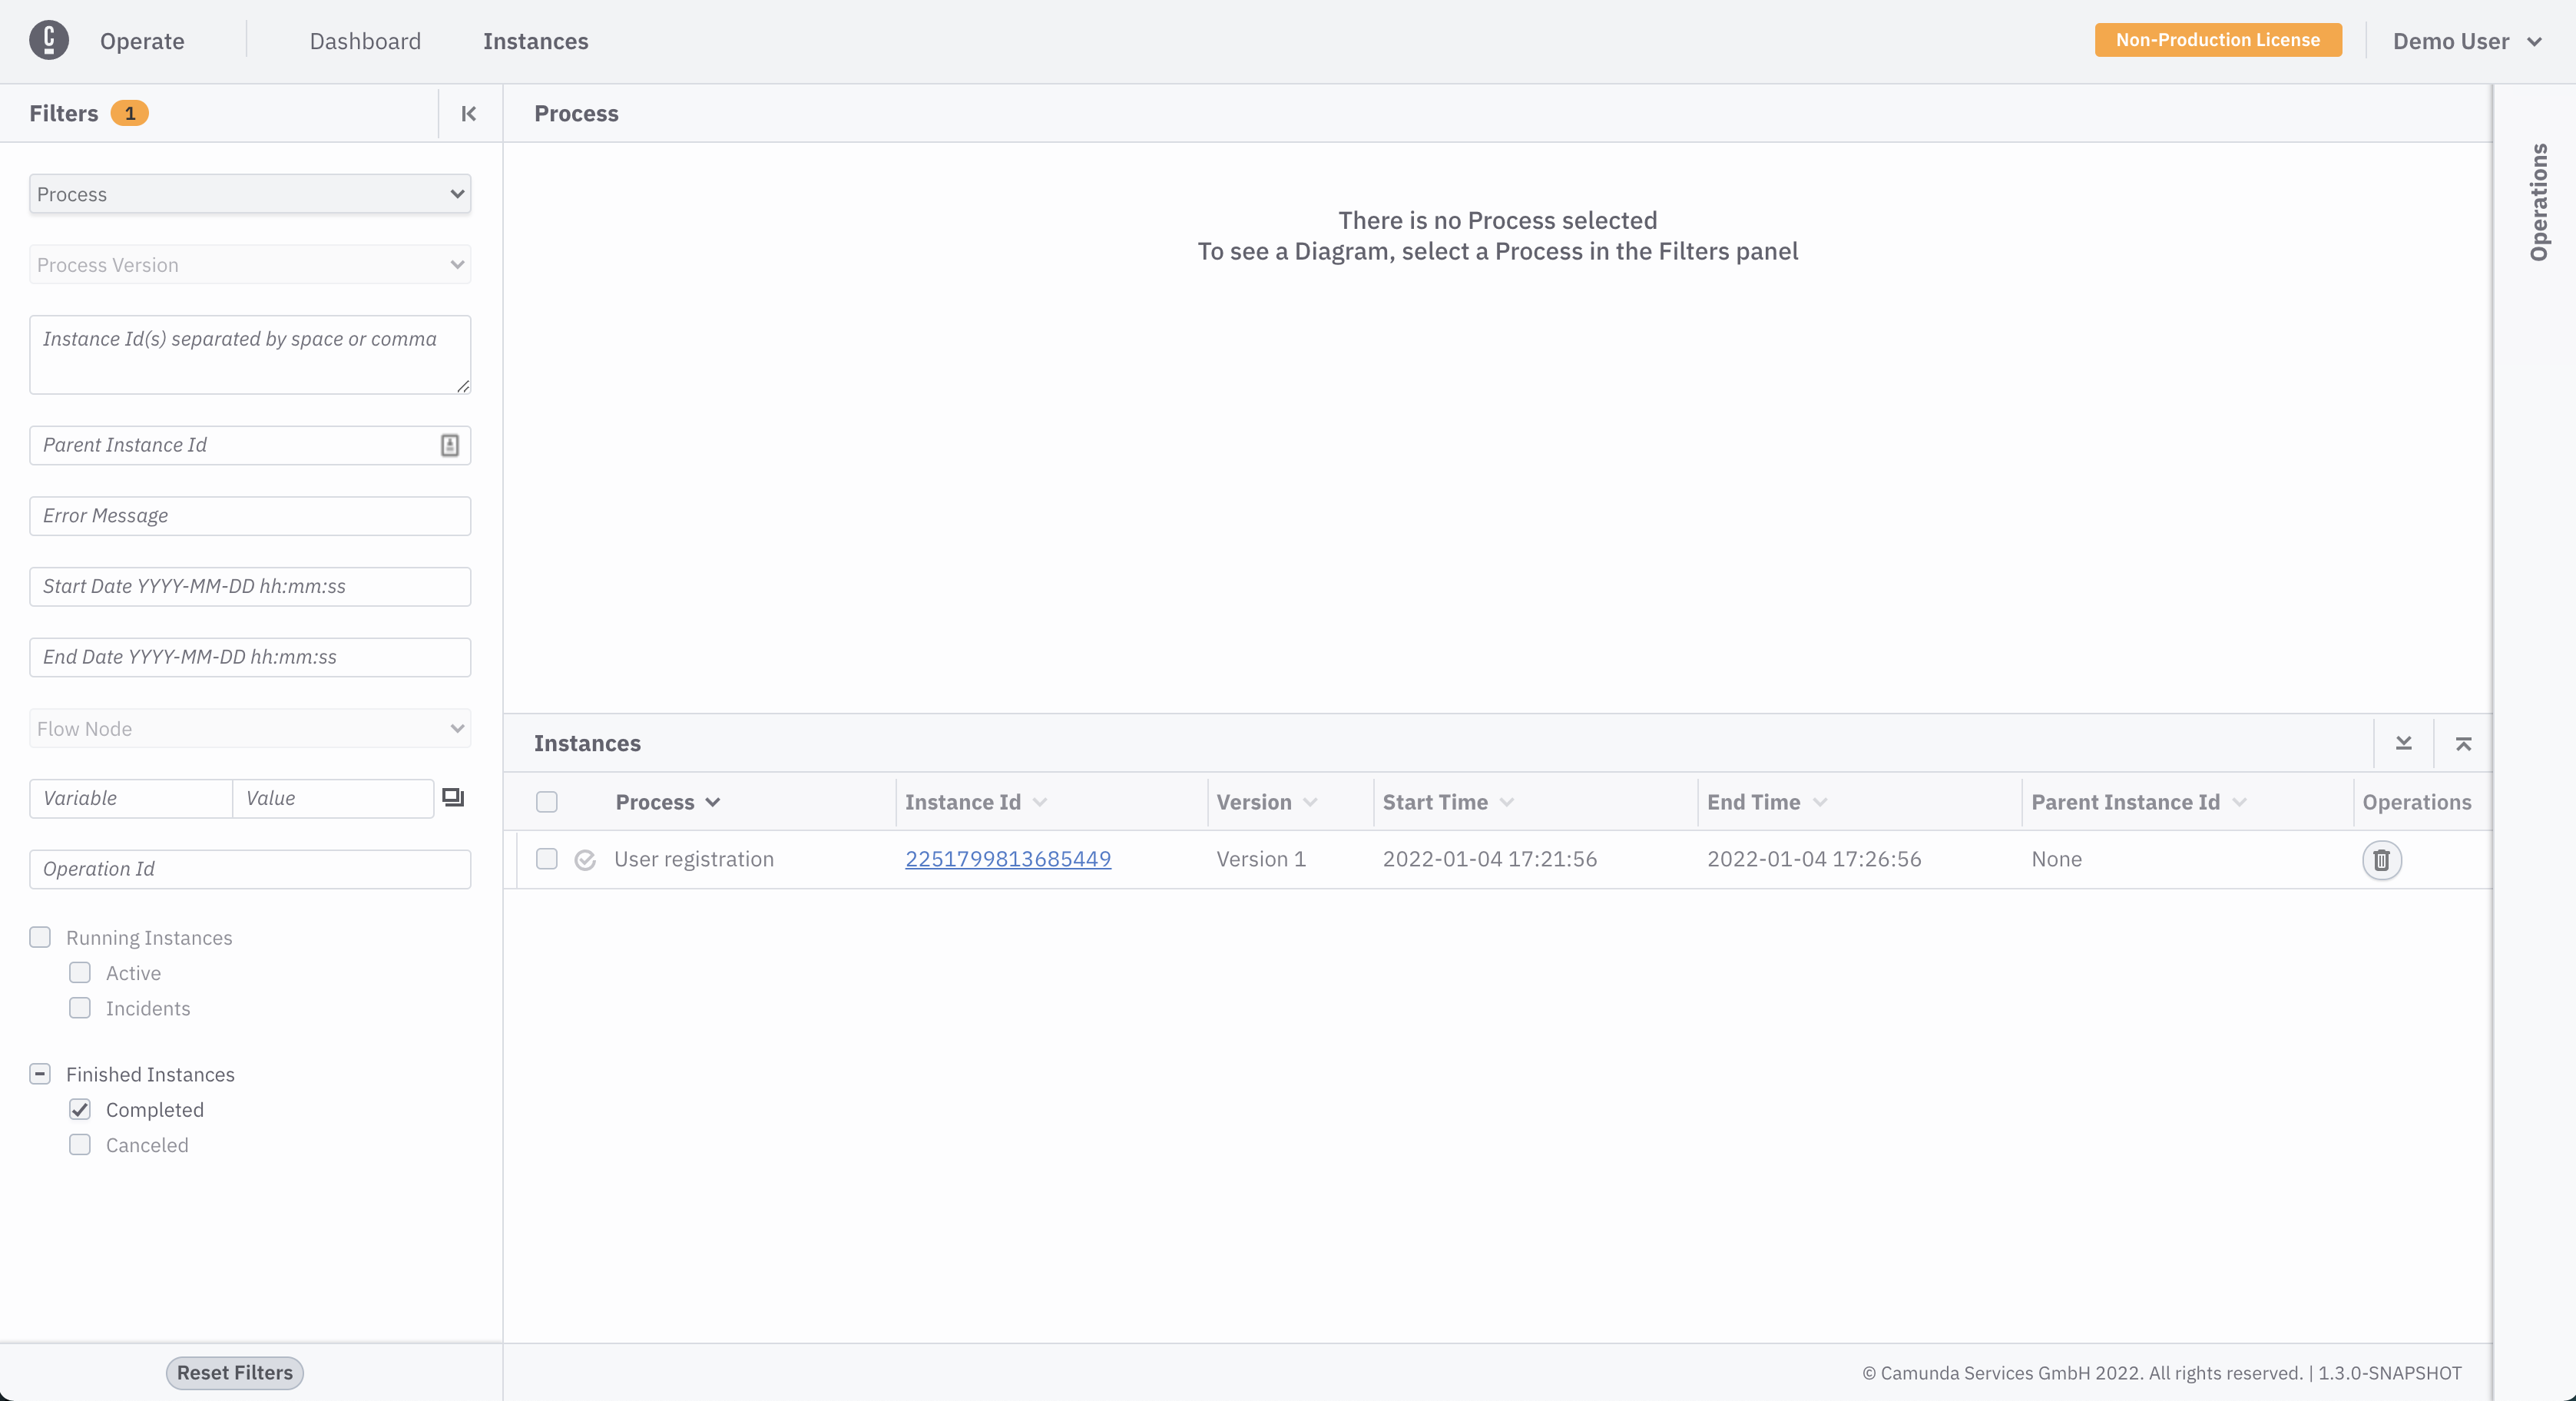 Operate
Dashboard
Instances
Non-Production License
Demo User
Filters 1
Process
Process Version
Instance Id(s) separated by space or comma
Parent Instance Id
Error Message
Start Date YYYY-MM-DD hh:mm:ss
End Date YYYY-MM-DD hh:mm:ss
Flow Node
Variable Value
Operation Id
Running Instances
Active
Incidents
Finished Instances
Completed
Canceled
Reset Filters
Process
There is no Process selected
To see a Diagram, select a Process in the Filters panel
Instances
Process Instance Id Version Start Time End Time Parent Instance Id Operations
User registration 2251799813685449 Version 1 2022-01-04 17:21:56 2022-01-04 17:26:56 None
© Camunda Services GmbH 2022. All rights reserved. | 1.3.0-SNAPSHOT
Operations